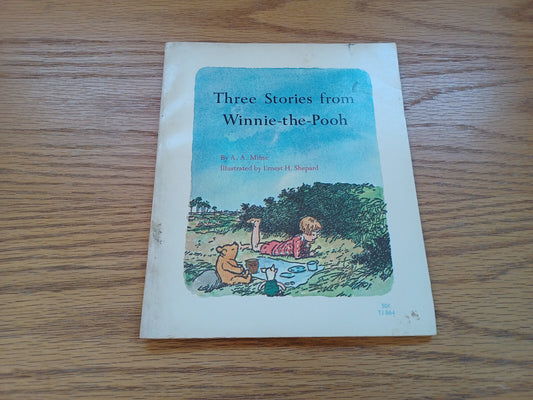 Three Stories from
Winnie-the-Pooh
By A. A. Milne
Illustrated by Ernest H. Shepard
50¢
TJ 864